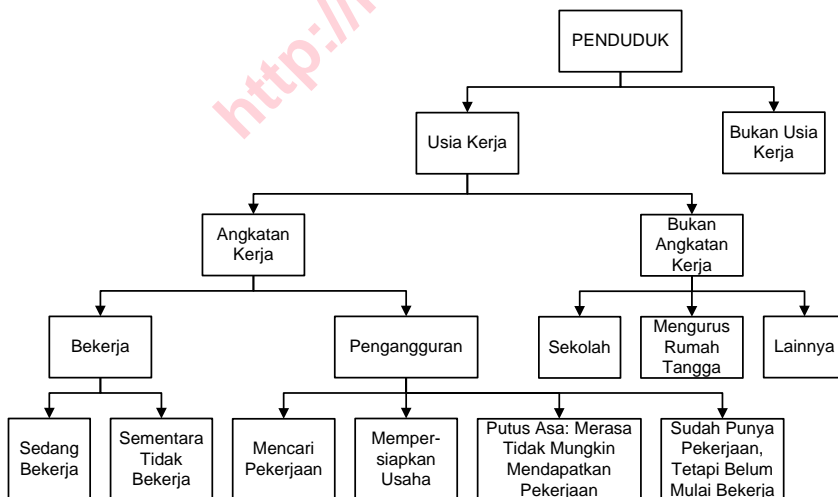 http://
PENDUDUK
Usia Kerja
Bukan Usia
Kerja
Angkatan
Kerja
Bukan
Angkatan
Kerja
Bekerja
Pengangguran
Sekolah
Mengurus
Rumah
Tangga
Lainnya
Sedang
Bekerja
Sementara
Tidak
Bekerja
Mencari
Pekerjaan
Memper-
siapkan
Usaha
Putus Asa: Merasa
Tidak Mungkin
Mendapatkan
Pekerjaan
Sudah Punya
Pekerjaan,
Tetapi Belum
Mulai Bekerja